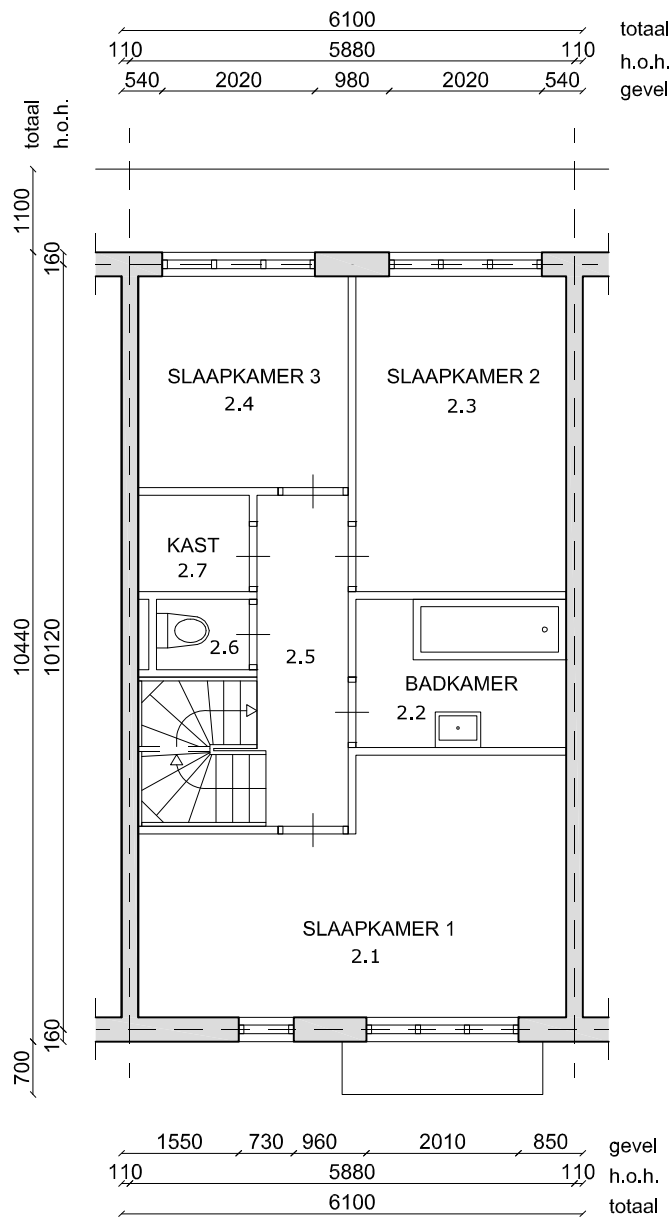 6100 totaal
110 5880 110 h.o.h.
540 2020 980 2020 540 gevel
totaal h.o.h.
1100
160
SLAAPKAMER 3 SLAAPKAMER 2
2.4 2.3
KAST
2.7
2.6 2.5
10440 10120
BADKAMER
2.2
SLAAPKAMER 1
2.1
160
700
1550 730 960 2010 850 gevel
110 5880 110 h.o.h.
6100 totaal